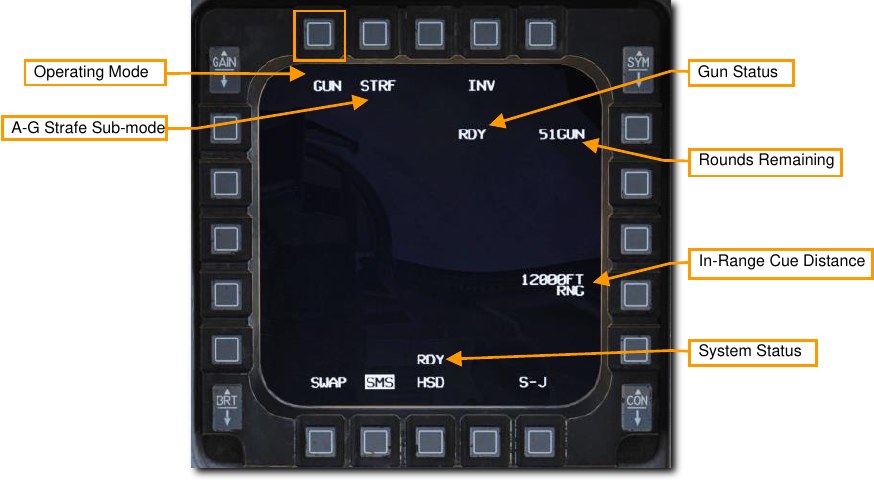 GAIN
SYM
Operating Mode
Gun Status
GUN STRF INV
A-G Strafe Sub-mode
RDY 51GUN
Rounds Remaining
In-Range Cue Distance
12000FT
RNG
System Status
RDY
SWAP SMS HSD S-J
BRT
CON